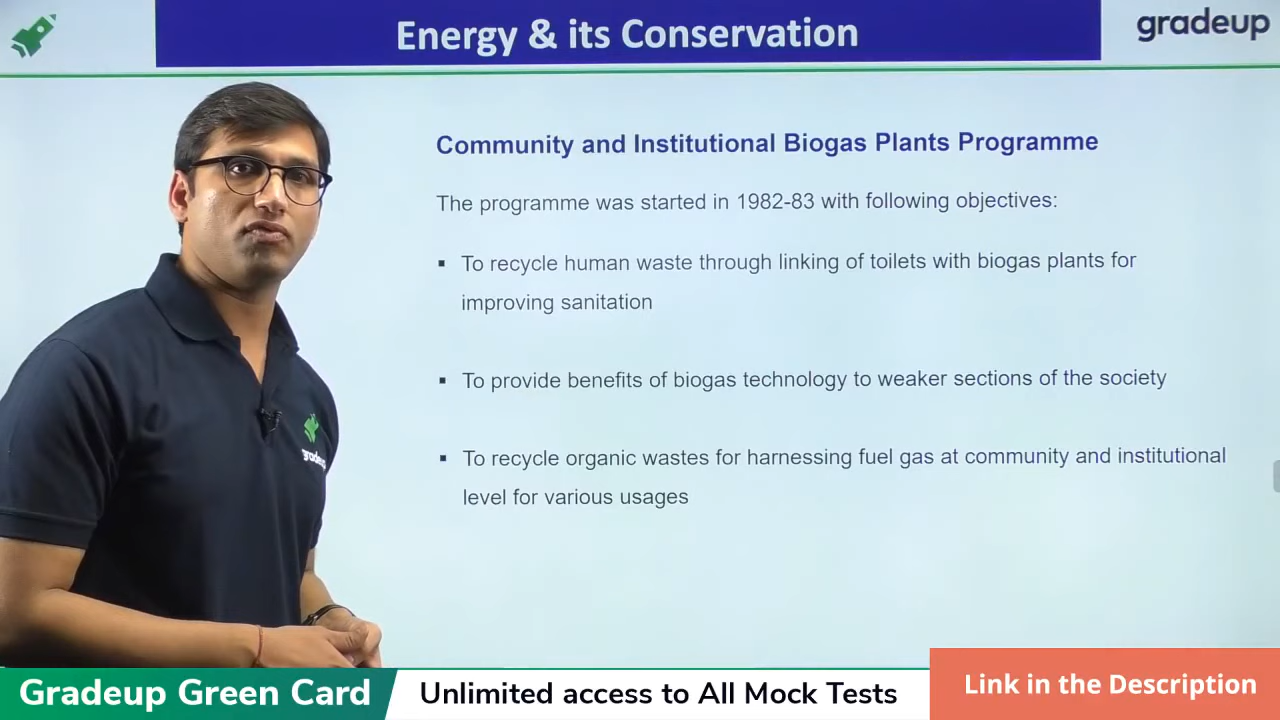 Energy & its Conservation
gradeup
Community and Institutional Biogas Plants Programme
The programme was started in 1982-83 with following objectives:
▪ To recycle human waste through linking of toilets with biogas plants for
improving sanitation
▪ To provide benefits of biogas technology to weaker sections of the society
▪ To recycle organic wastes for harnessing fuel gas at community and institutional
level for various usages
gradeup
Gradeup Green Card
Unlimited access to All Mock Tests
Link in the Description